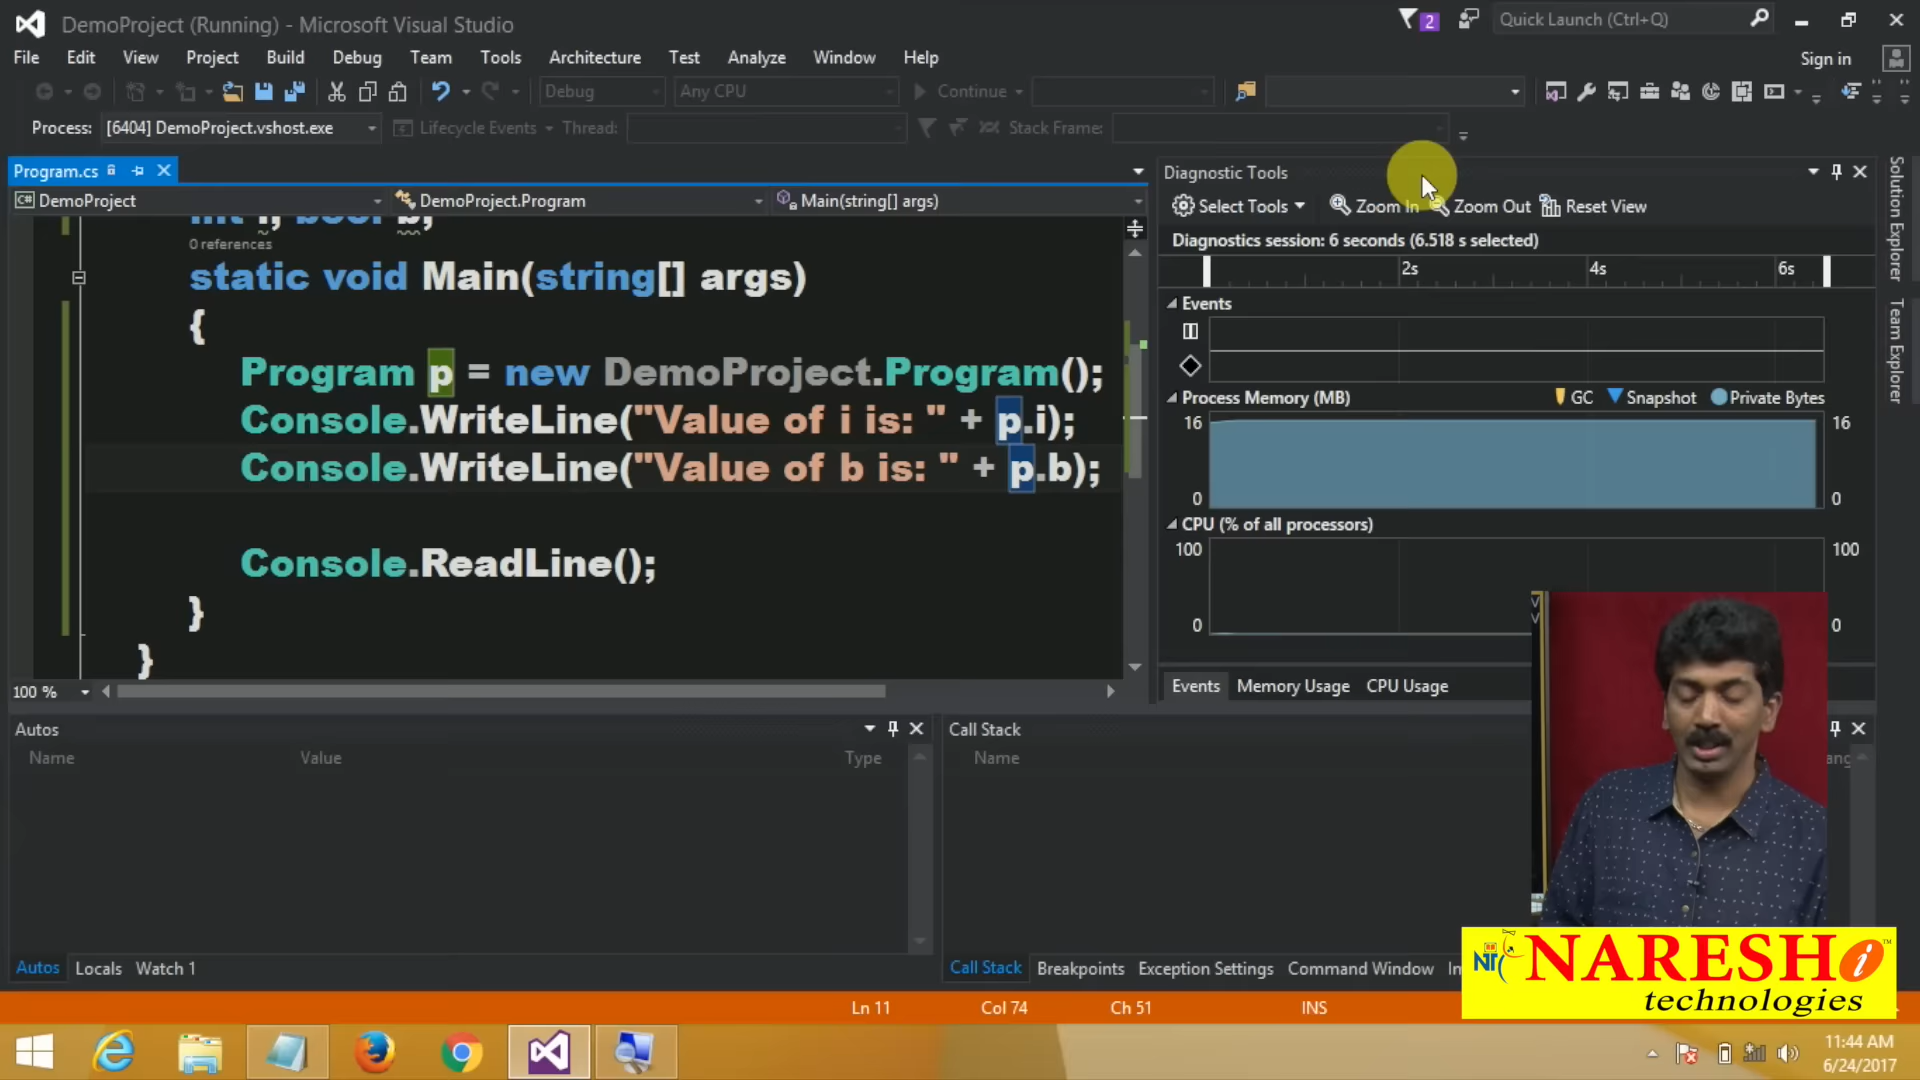 DemoProject (Running) - Microsoft Visual Studio
2
Quick Launch (Ctrl+Q)
File Edit View Project Build Debug Team Tools Architecture Test Analyze Window Help
Sign in
Debug Any CPU Continue
Process: [6404] DemoProject.vshost.exe Lifecycle Events Thread: Stack Frame:
Program.cs
DemoProject DemoProject.Program Main(string[] args)
int i; bool b;
0 references
static void Main(string[] args)
{
Program p = new DemoProject.Program();
Console.WriteLine("Value of i is: " + p.i);
Console.WriteLine("Value of b is: " + p.b);
Console.ReadLine();
}
}
100 %
Diagnostic Tools
Select Tools Zoom In Zoom Out Reset View
Diagnostics session: 6 seconds (6.518 s selected)
2s 4s 6s
Events
Process Memory (MB) GC Snapshot Private Bytes
16 16
0 0
CPU (% of all processors)
100 100
0 0
Events Memory Usage CPU Usage
Solution Explorer
Team Explorer
Autos
Name Value Type
Autos Locals Watch 1
Call Stack
Name
Call Stack Breakpoints Exception Settings Command Window
Ln 11 Col 74 Ch 51 INS
NARESH i
technologies
11:44 AM
6/24/2017